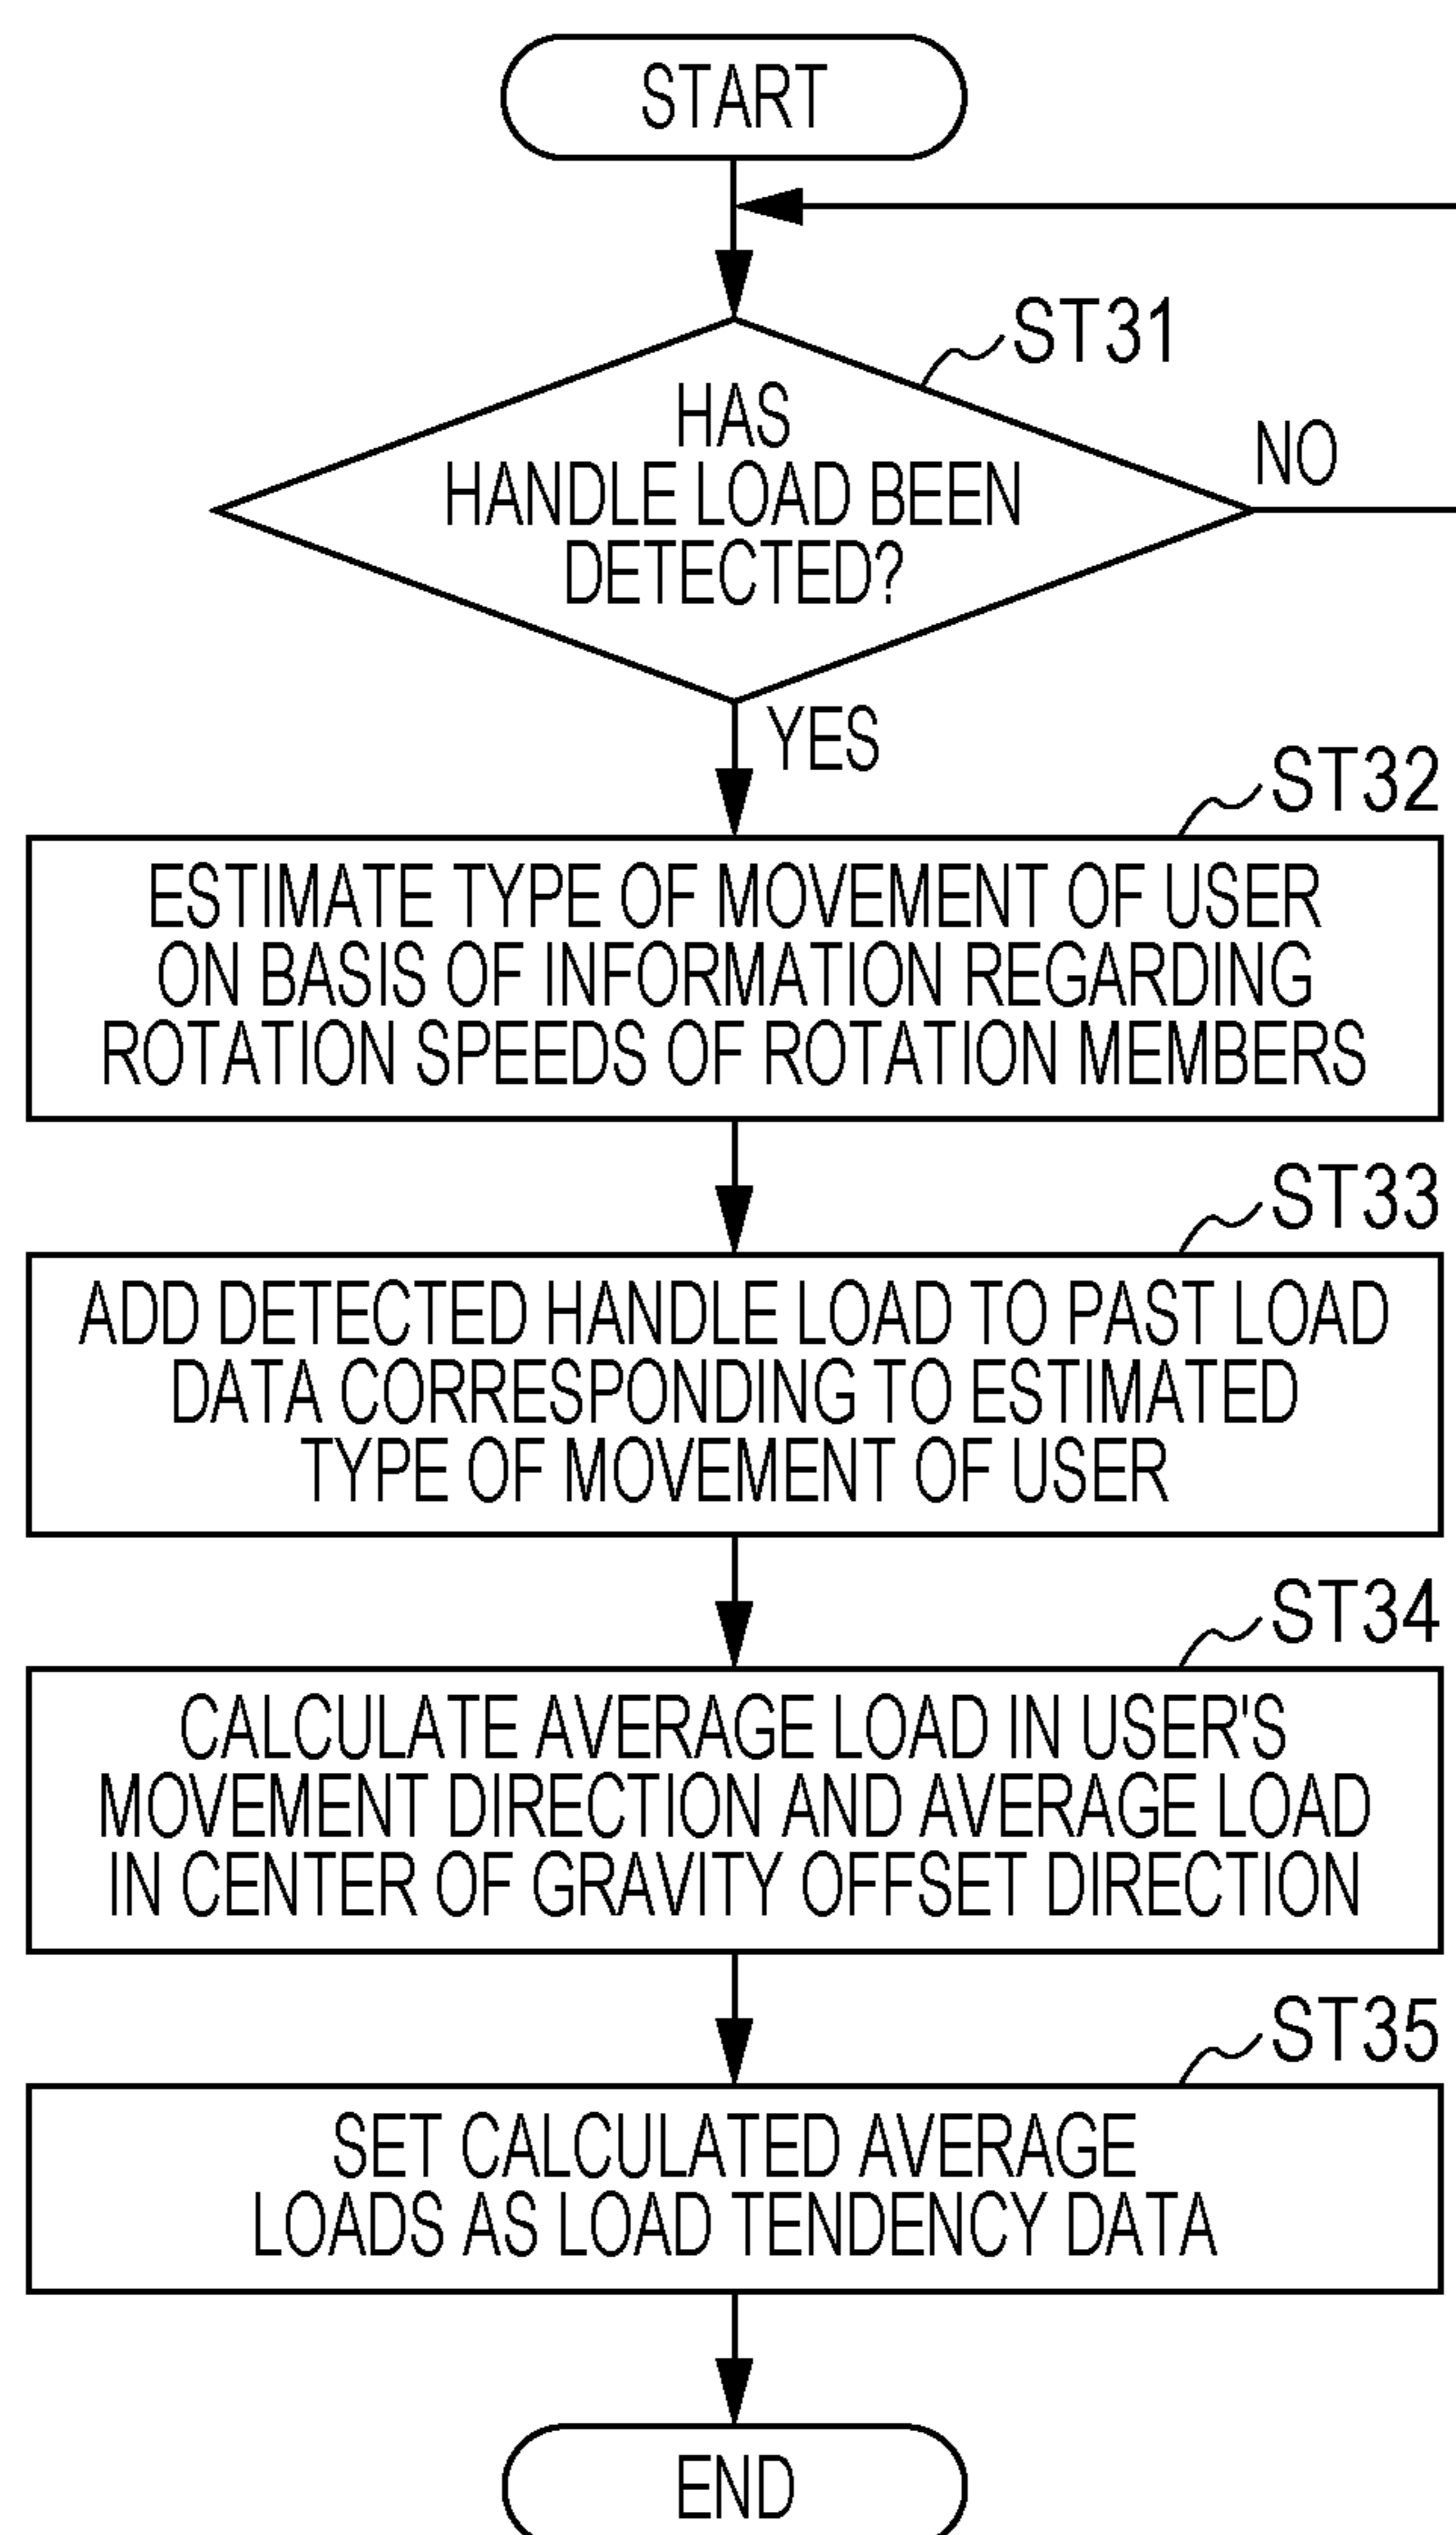 START
ST31
HAS
HANDLE LOAD BEEN
DETECTED?
NO
YES
ST32
ESTIMATE TYPE OF MOVEMENT OF USER
ON BASIS OF INFORMATION REGARDING
ROTATION SPEEDS OF ROTATION MEMBERS
ST33
ADD DETECTED HANDLE LOAD TO PAST LOAD
DATA CORRESPONDING TO ESTIMATED
TYPE OF MOVEMENT OF USER
ST34
CALCULATE AVERAGE LOAD IN USER'S
MOVEMENT DIRECTION AND AVERAGE LOAD
IN CENTER OF GRAVITY OFFSET DIRECTION
ST35
SET CALCULATED AVERAGE
LOADS AS LOAD TENDENCY DATA
END